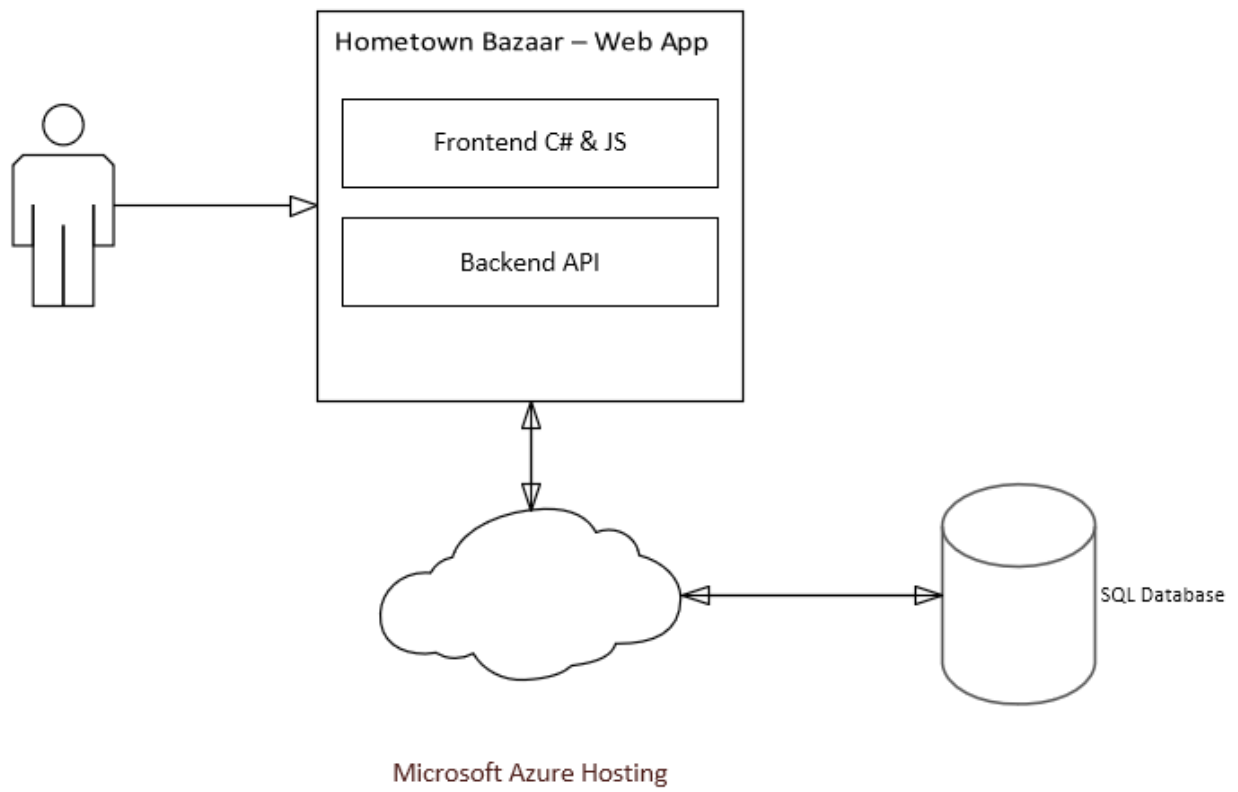 Hometown Bazaar – Web App
Frontend C# & JS
Backend API
SQL Database
Microsoft Azure Hosting